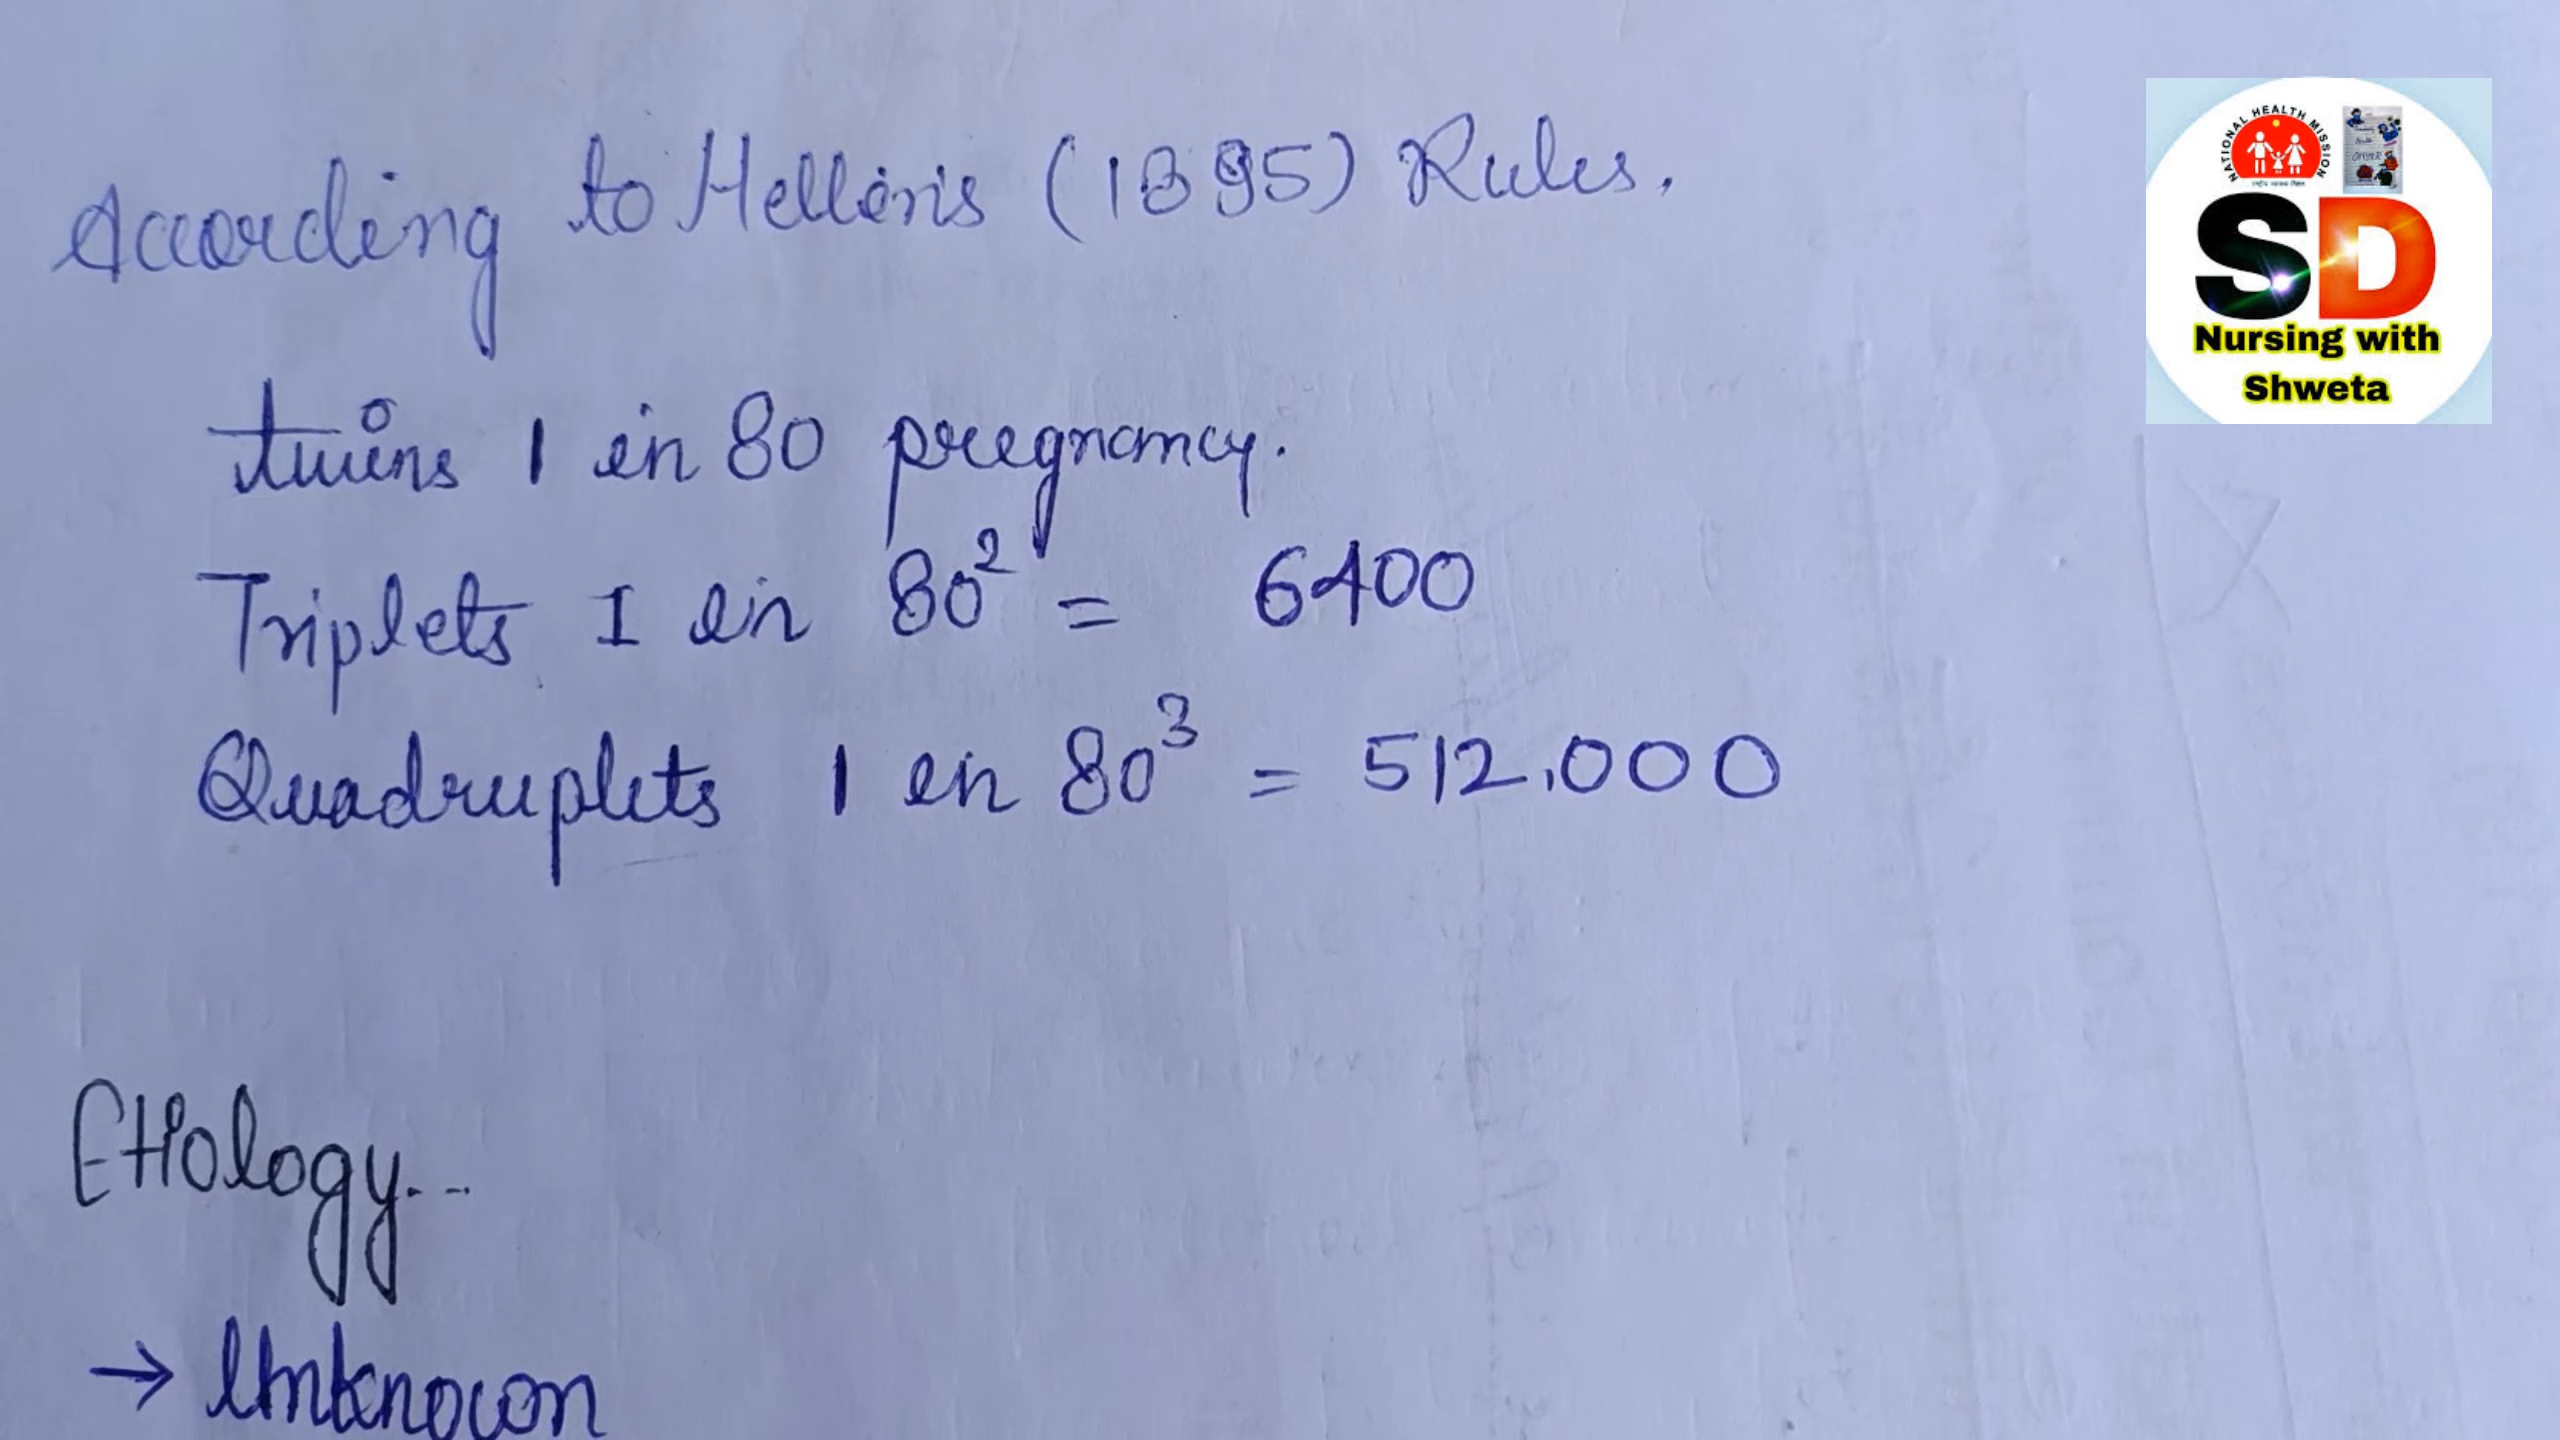 According to Hellin's (1895) Rules.
twins 1 in 80 pregnancy.
Triplets 1 in 80² = 6400
Quadruplets 1 in 80³ = 512,000
Etiology...
→ Unknown
NATIONAL HEALTH MISSION
SD
Nursing with
Shweta